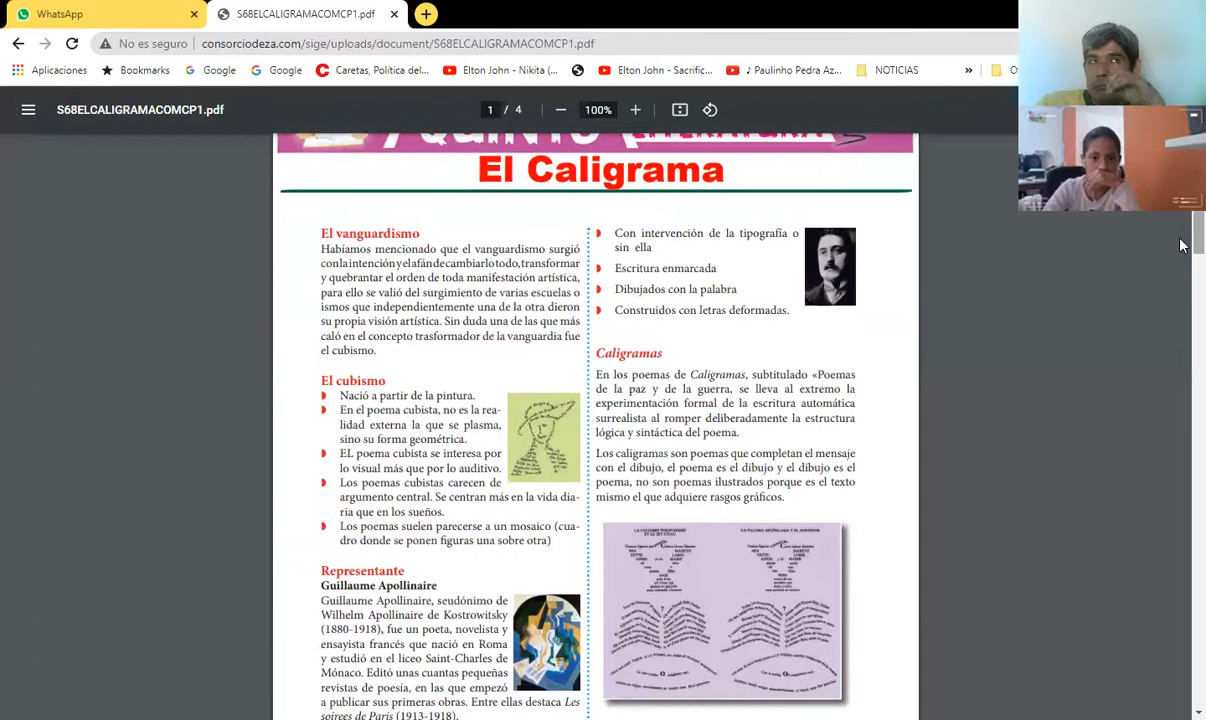 WhatsApp
S68ELCALIGRAMACOMCP1.pdf
No es seguro
consorciodeza.com/sige/uploads/document/S68ELCALIGRAMACOMCP1.pdf
Aplicaciones
Bookmarks
Google
Google
Caretas, Política del...
Elton John - Nikita (...
Elton John - Sacrific...
♪ Paulinho Pedra Az...
NOTICIAS
»
S68ELCALIGRAMACOMCP1.pdf
1 / 4
100%
El Caligrama
El vanguardismo
Habíamos mencionado que el vanguardismo surgió
con la intención y el afán de cambiarlo todo, transformar
y quebrantar el orden de toda manifestación artística,
para ello se valió del surgimiento de varias escuelas o
ismos que independientemente una de la otra dieron
su propia visión artística. Sin duda una de las que más
caló en el concepto trasformador de la vanguardia fue
el cubismo.
El cubismo
Nació a partir de la pintura.
En el poema cubista, no es la rea-
lidad externa la que se plasma,
sino su forma geométrica.
EL poema cubista se interesa por
lo visual más que por lo auditivo.
Los poemas cubistas carecen de
argumento central. Se centran más en la vida dia-
ria que en los sueños.
Los poemas suelen parecerse a un mosaico (cua-
dro donde se ponen figuras una sobre otra)
Representante
Guillaume Apollinaire
Guillaume Apollinaire, seudónimo de
Wilhelm Apollinaire de Kostrowitsky
(1880-1918), fue un poeta, novelista y
ensayista francés que nació en Roma
y estudió en el liceo Saint-Charles de
Mónaco. Editó unas cuantas pequeñas
revistas de poesía, en las que empezó
a publicar sus primeras obras. Entre ellas destaca Les
soirees de Paris (1913-1918).
Con intervención de la tipografía o
sin ella
Escritura enmarcada
Dibujados con la palabra
Construidos con letras deformadas.
Caligramas
En los poemas de Caligramas, subtitulado «Poemas
de la paz y de la guerra, se lleva al extremo la
experimentación formal de la escritura automática
surrealista al romper deliberadamente la estructura
lógica y sintáctica del poema.
Los caligramas son poemas que completan el mensaje
con el dibujo, el poema es el dibujo y el dibujo es el
poema, no son poemas ilustrados porque es el texto
mismo el que adquiere rasgos gráficos.
LA PALOMA APUÑALADA Y EL SURTIDOR